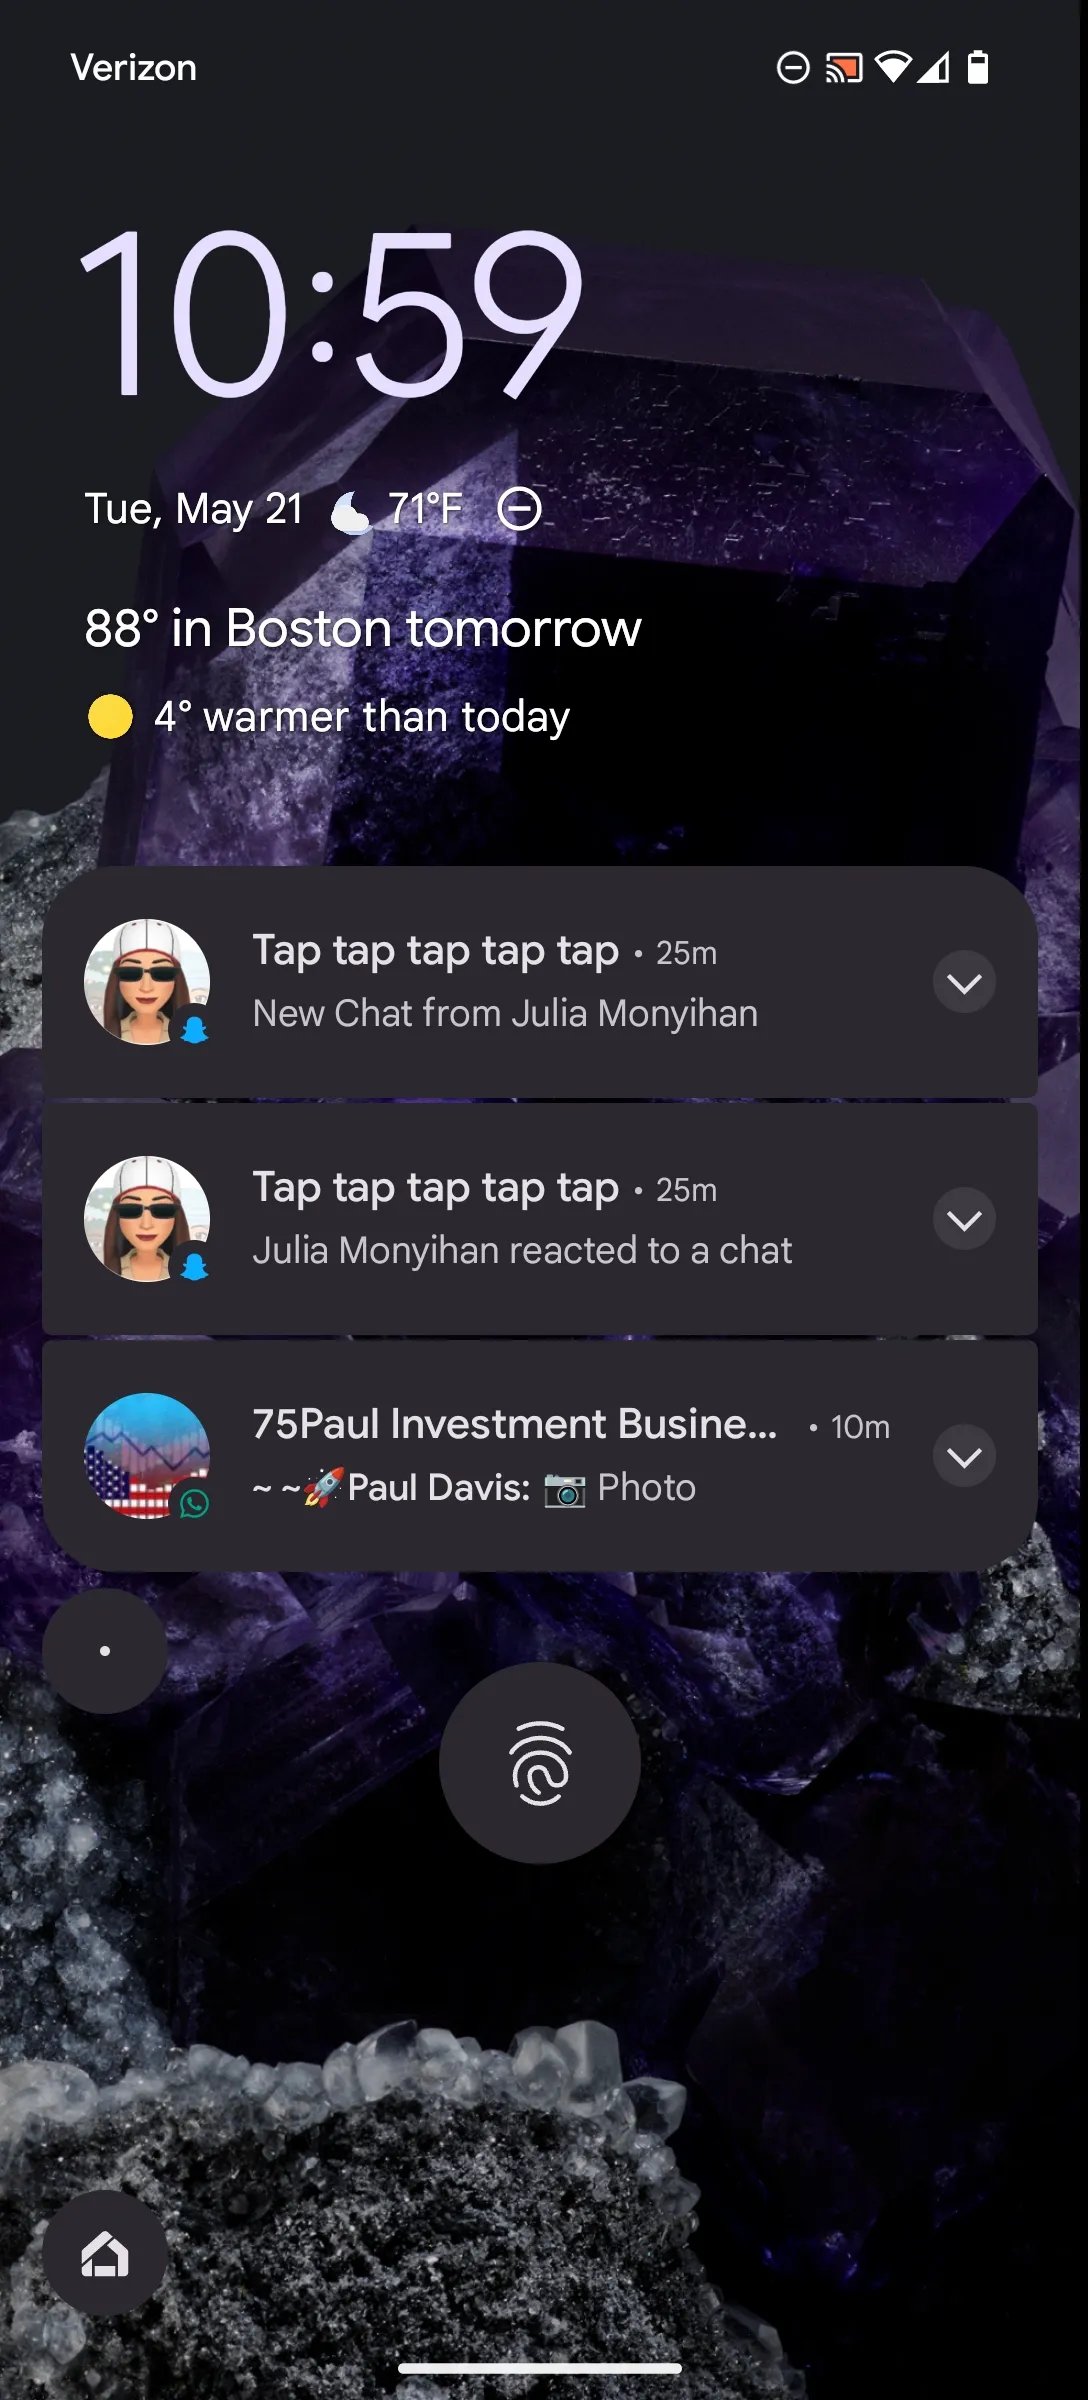 Verizon
10:59
Tue, May 21 71°F
88° in Boston tomorrow
4° warmer than today
Tap tap tap tap tap • 25m
New Chat from Julia Monyihan
Tap tap tap tap tap • 25m
Julia Monyihan reacted to a chat
75Paul Investment Busine... • 10m
~ ~🚀Paul Davis: 📷 Photo